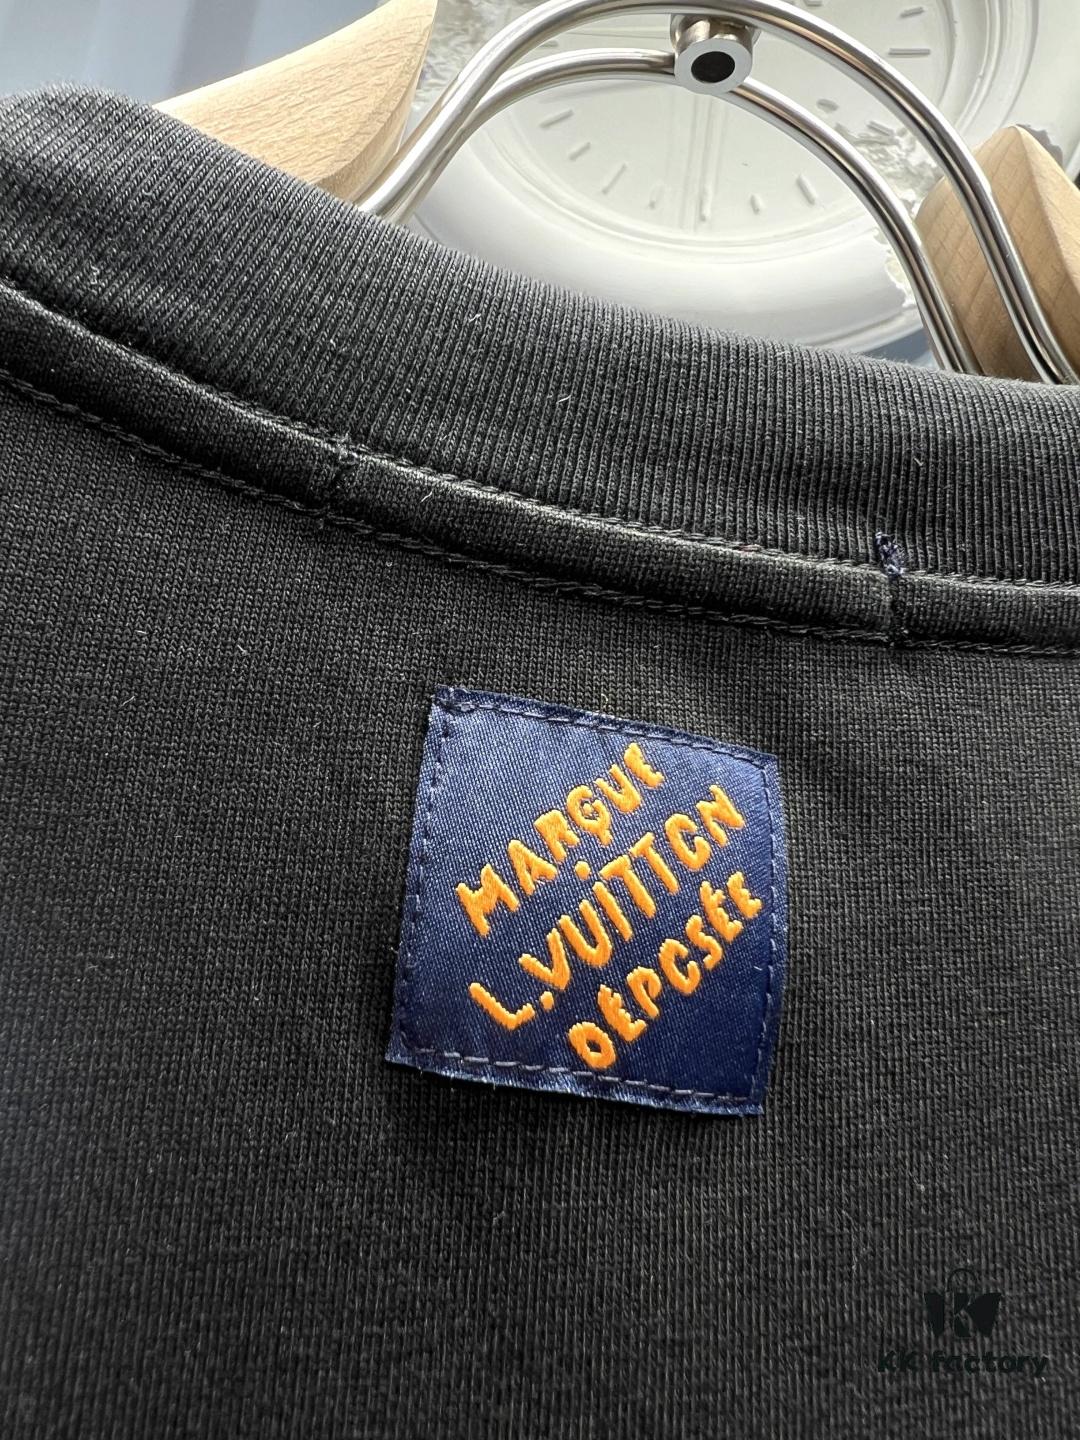 MARQUE
L.VUITTON
DÉPOSÉE
KK factory